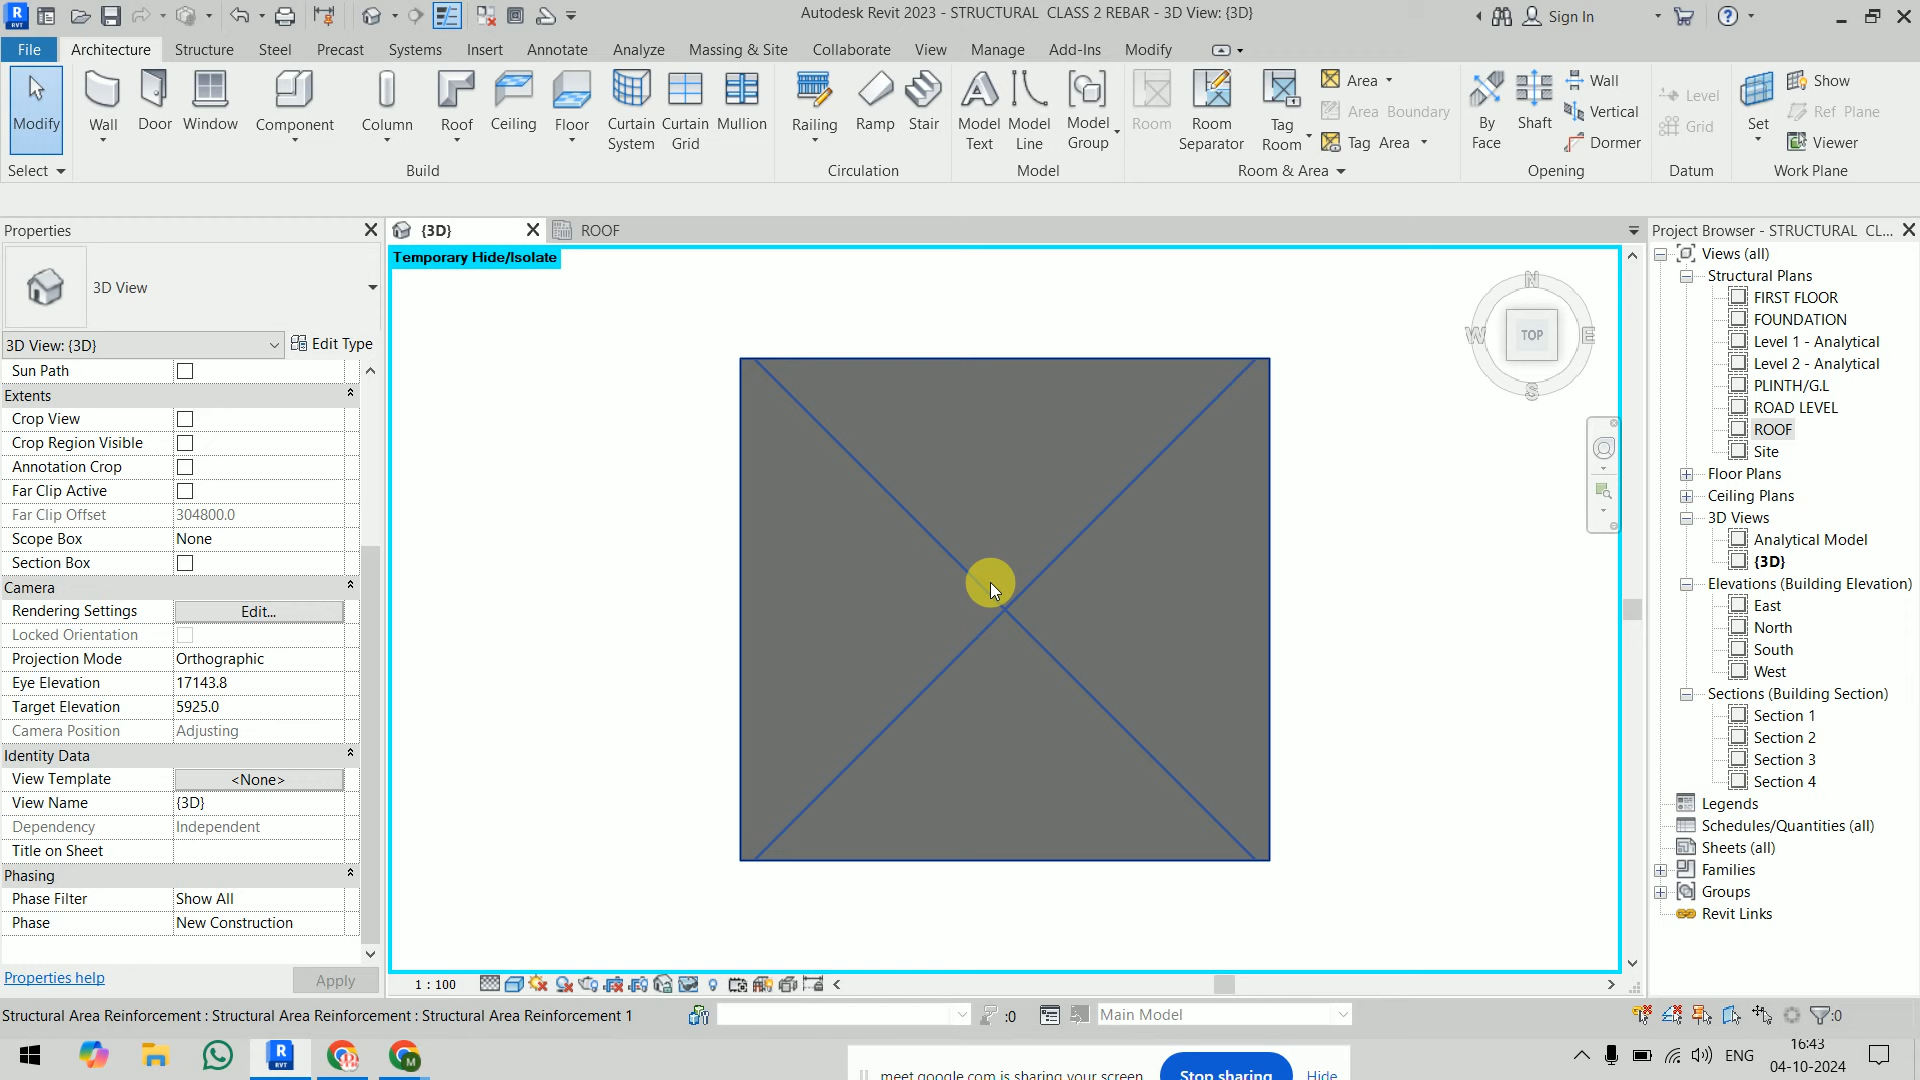 Autodesk Revit 2023 - STRUCTURAL CLASS 2 REBAR - 3D View: {3D}
Sign In
File Architecture Structure Steel Precast Systems Insert Annotate Analyze Massing & Site Collaborate View Manage Add-Ins Modify
Modify
Wall
Door
Window
Component
Column
Roof
Ceiling
Floor
Curtain System
Curtain Grid
Mullion
Railing
Ramp
Stair
Model Text
Model Line
Model Group
Room
Room Separator
Tag Room
Area
Area Boundary
Tag Area
By Face
Shaft
Wall
Vertical
Dormer
Level
Grid
Set
Show
Ref Plane
Viewer
Select
Build
Circulation
Model
Room & Area
Opening
Datum
Work Plane
Properties
3D View
3D View: {3D}
Edit Type
Sun Path
Extents
Crop View
Crop Region Visible
Annotation Crop
Far Clip Active
Far Clip Offset 304800.0
Scope Box None
Section Box
Camera
Rendering Settings Edit...
Locked Orientation
Projection Mode Orthographic
Eye Elevation 17143.8
Target Elevation 5925.0
Camera Position Adjusting
Identity Data
View Template <None>
View Name {3D}
Dependency Independent
Title on Sheet
Phasing
Phase Filter Show All
Phase New Construction
Properties help
Apply
{3D}
ROOF
Temporary Hide/Isolate
N
W
TOP
E
S
1 : 100
Project Browser - STRUCTURAL CL...
Views (all)
Structural Plans
FIRST FLOOR
FOUNDATION
Level 1 - Analytical
Level 2 - Analytical
PLINTH/G.L
ROAD LEVEL
ROOF
Site
Floor Plans
Ceiling Plans
3D Views
Analytical Model
{3D}
Elevations (Building Elevation)
East
North
South
West
Sections (Building Section)
Section 1
Section 2
Section 3
Section 4
Legends
Schedules/Quantities (all)
Sheets (all)
Families
Groups
Revit Links
Structural Area Reinforcement : Structural Area Reinforcement : Structural Area Reinforcement 1
:0
Main Model
:0
meet.google.com is sharing your screen.
Stop sharing
Hide
ENG
16:43
04-10-2024